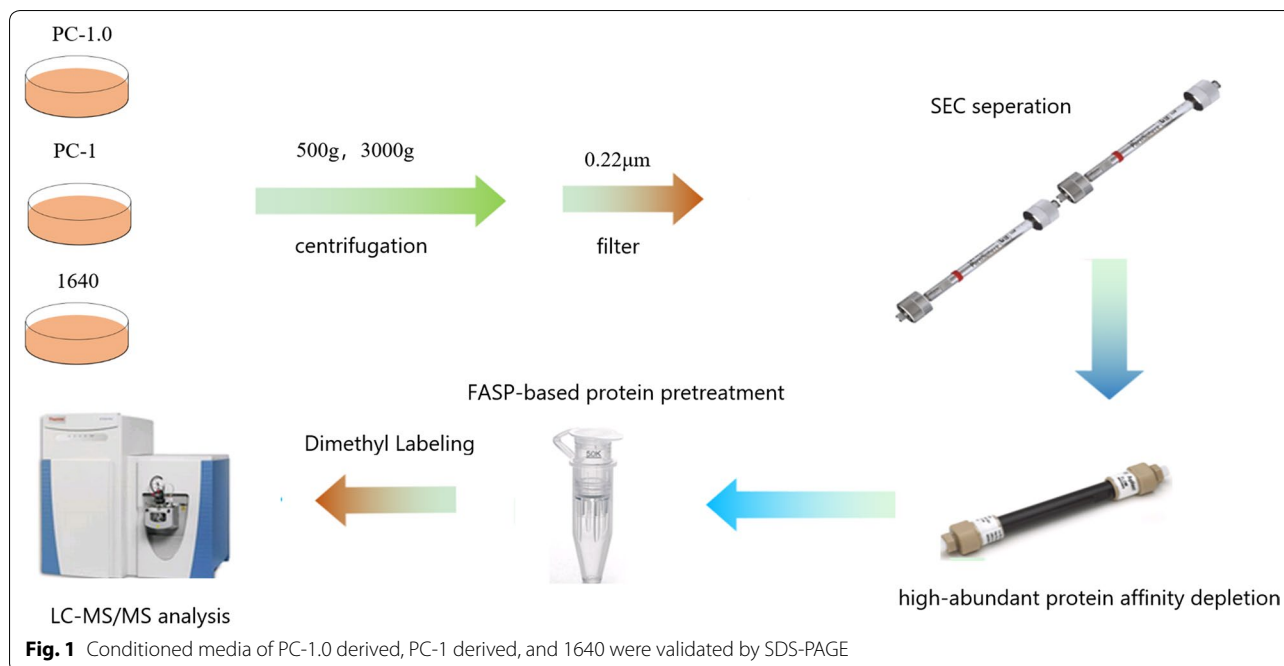 PC-1.0
PC-1
1640
500g, 3000g
centrifugation
0.22μm
filter
SEC seperation
high-abundant protein affinity depletion
FASP-based protein pretreatment
50K
Dimethyl Labeling
LC-MS/MS analysis
Fig. 1 Conditioned media of PC-1.0 derived, PC-1 derived, and 1640 were validated by SDS-PAGE